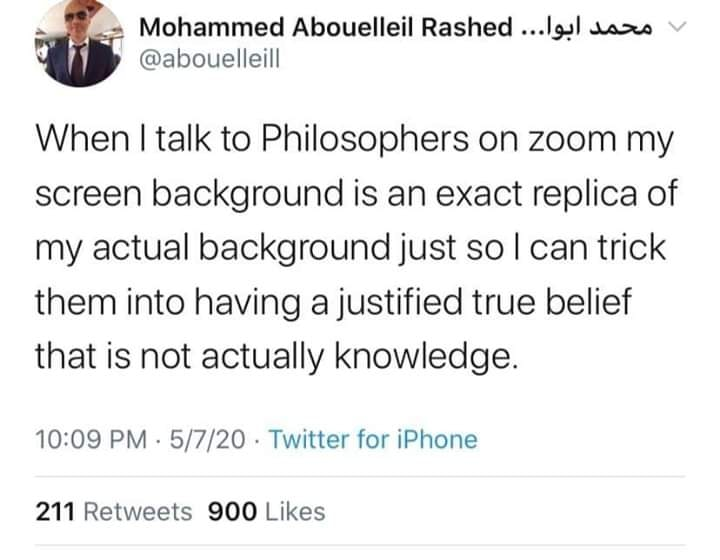 Mohammed Abouelleil Rashed ...محمد ابوا
@abouelleill
When I talk to Philosophers on zoom my
screen background is an exact replica of
my actual background just so I can trick
them into having a justified true belief
that is not actually knowledge.
10:09 PM · 5/7/20 · Twitter for iPhone
211 Retweets 900 Likes